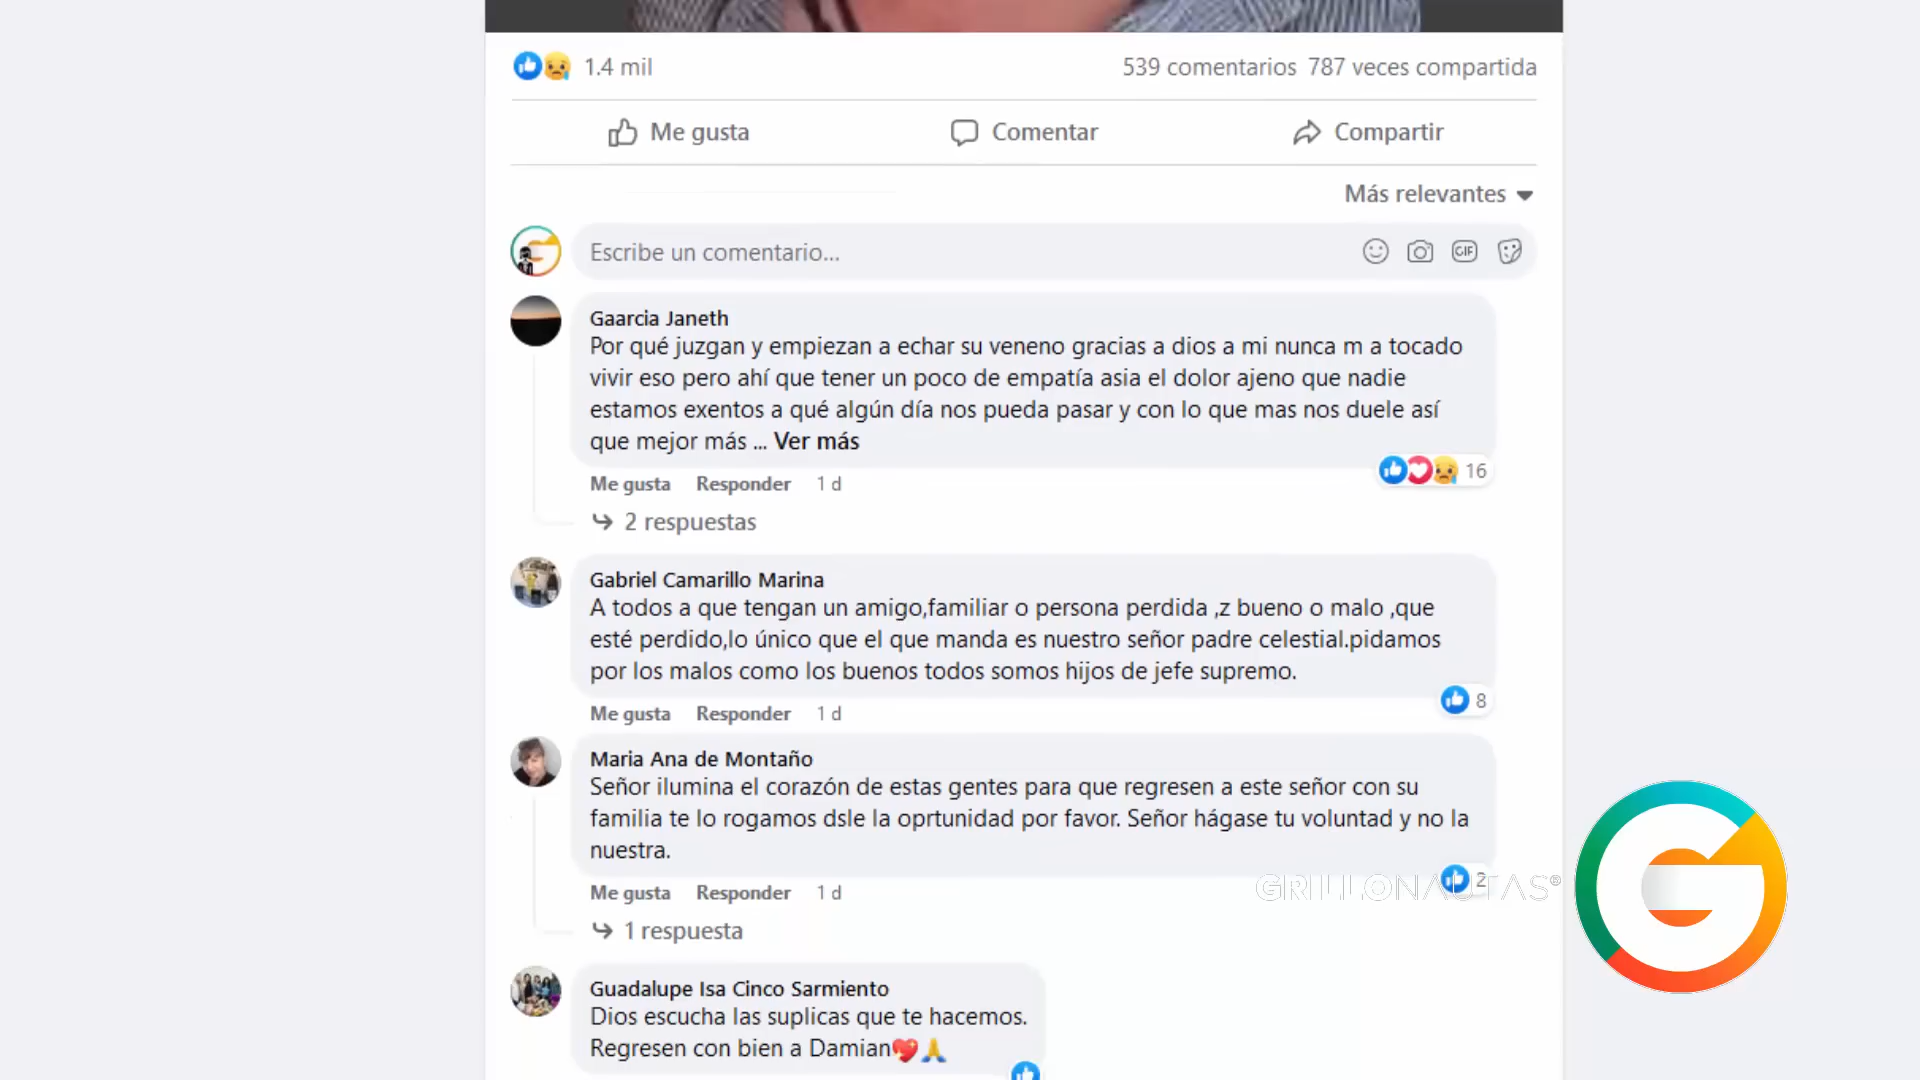 1.4 mil 539 comentarios 787 veces compartida
Me gusta Comentar Compartir
Más relevantes
Escribe un comentario... GIF
Gaarcia Janeth
Por qué juzgan y empiezan a echar su veneno gracias a dios a mi nunca m a tocado
vivir eso pero ahí que tener un poco de empatía asia el dolor ajeno que nadie
estamos exentos a qué algún día nos pueda pasar y con lo que mas nos duele así
que mejor más ... Ver más
16
Me gusta Responder 1 d
2 respuestas
Gabriel Camarillo Marina
A todos a que tengan un amigo,familiar o persona perdida ,z bueno o malo ,que
esté perdido,lo único que el que manda es nuestro señor padre celestial.pidamos
por los malos como los buenos todos somos hijos de jefe supremo.
8
Me gusta Responder 1 d
Maria Ana de Montaño
Señor ilumina el corazón de estas gentes para que regresen a este señor con su
familia te lo rogamos dsle la oprtunidad por favor. Señor hágase tu voluntad y no la
nuestra.
2
Me gusta Responder 1 d
GRILLONAUTAS®
G
1 respuesta
Guadalupe Isa Cinco Sarmiento
Dios escucha las suplicas que te hacemos.
Regresen con bien a Damian💖🙏